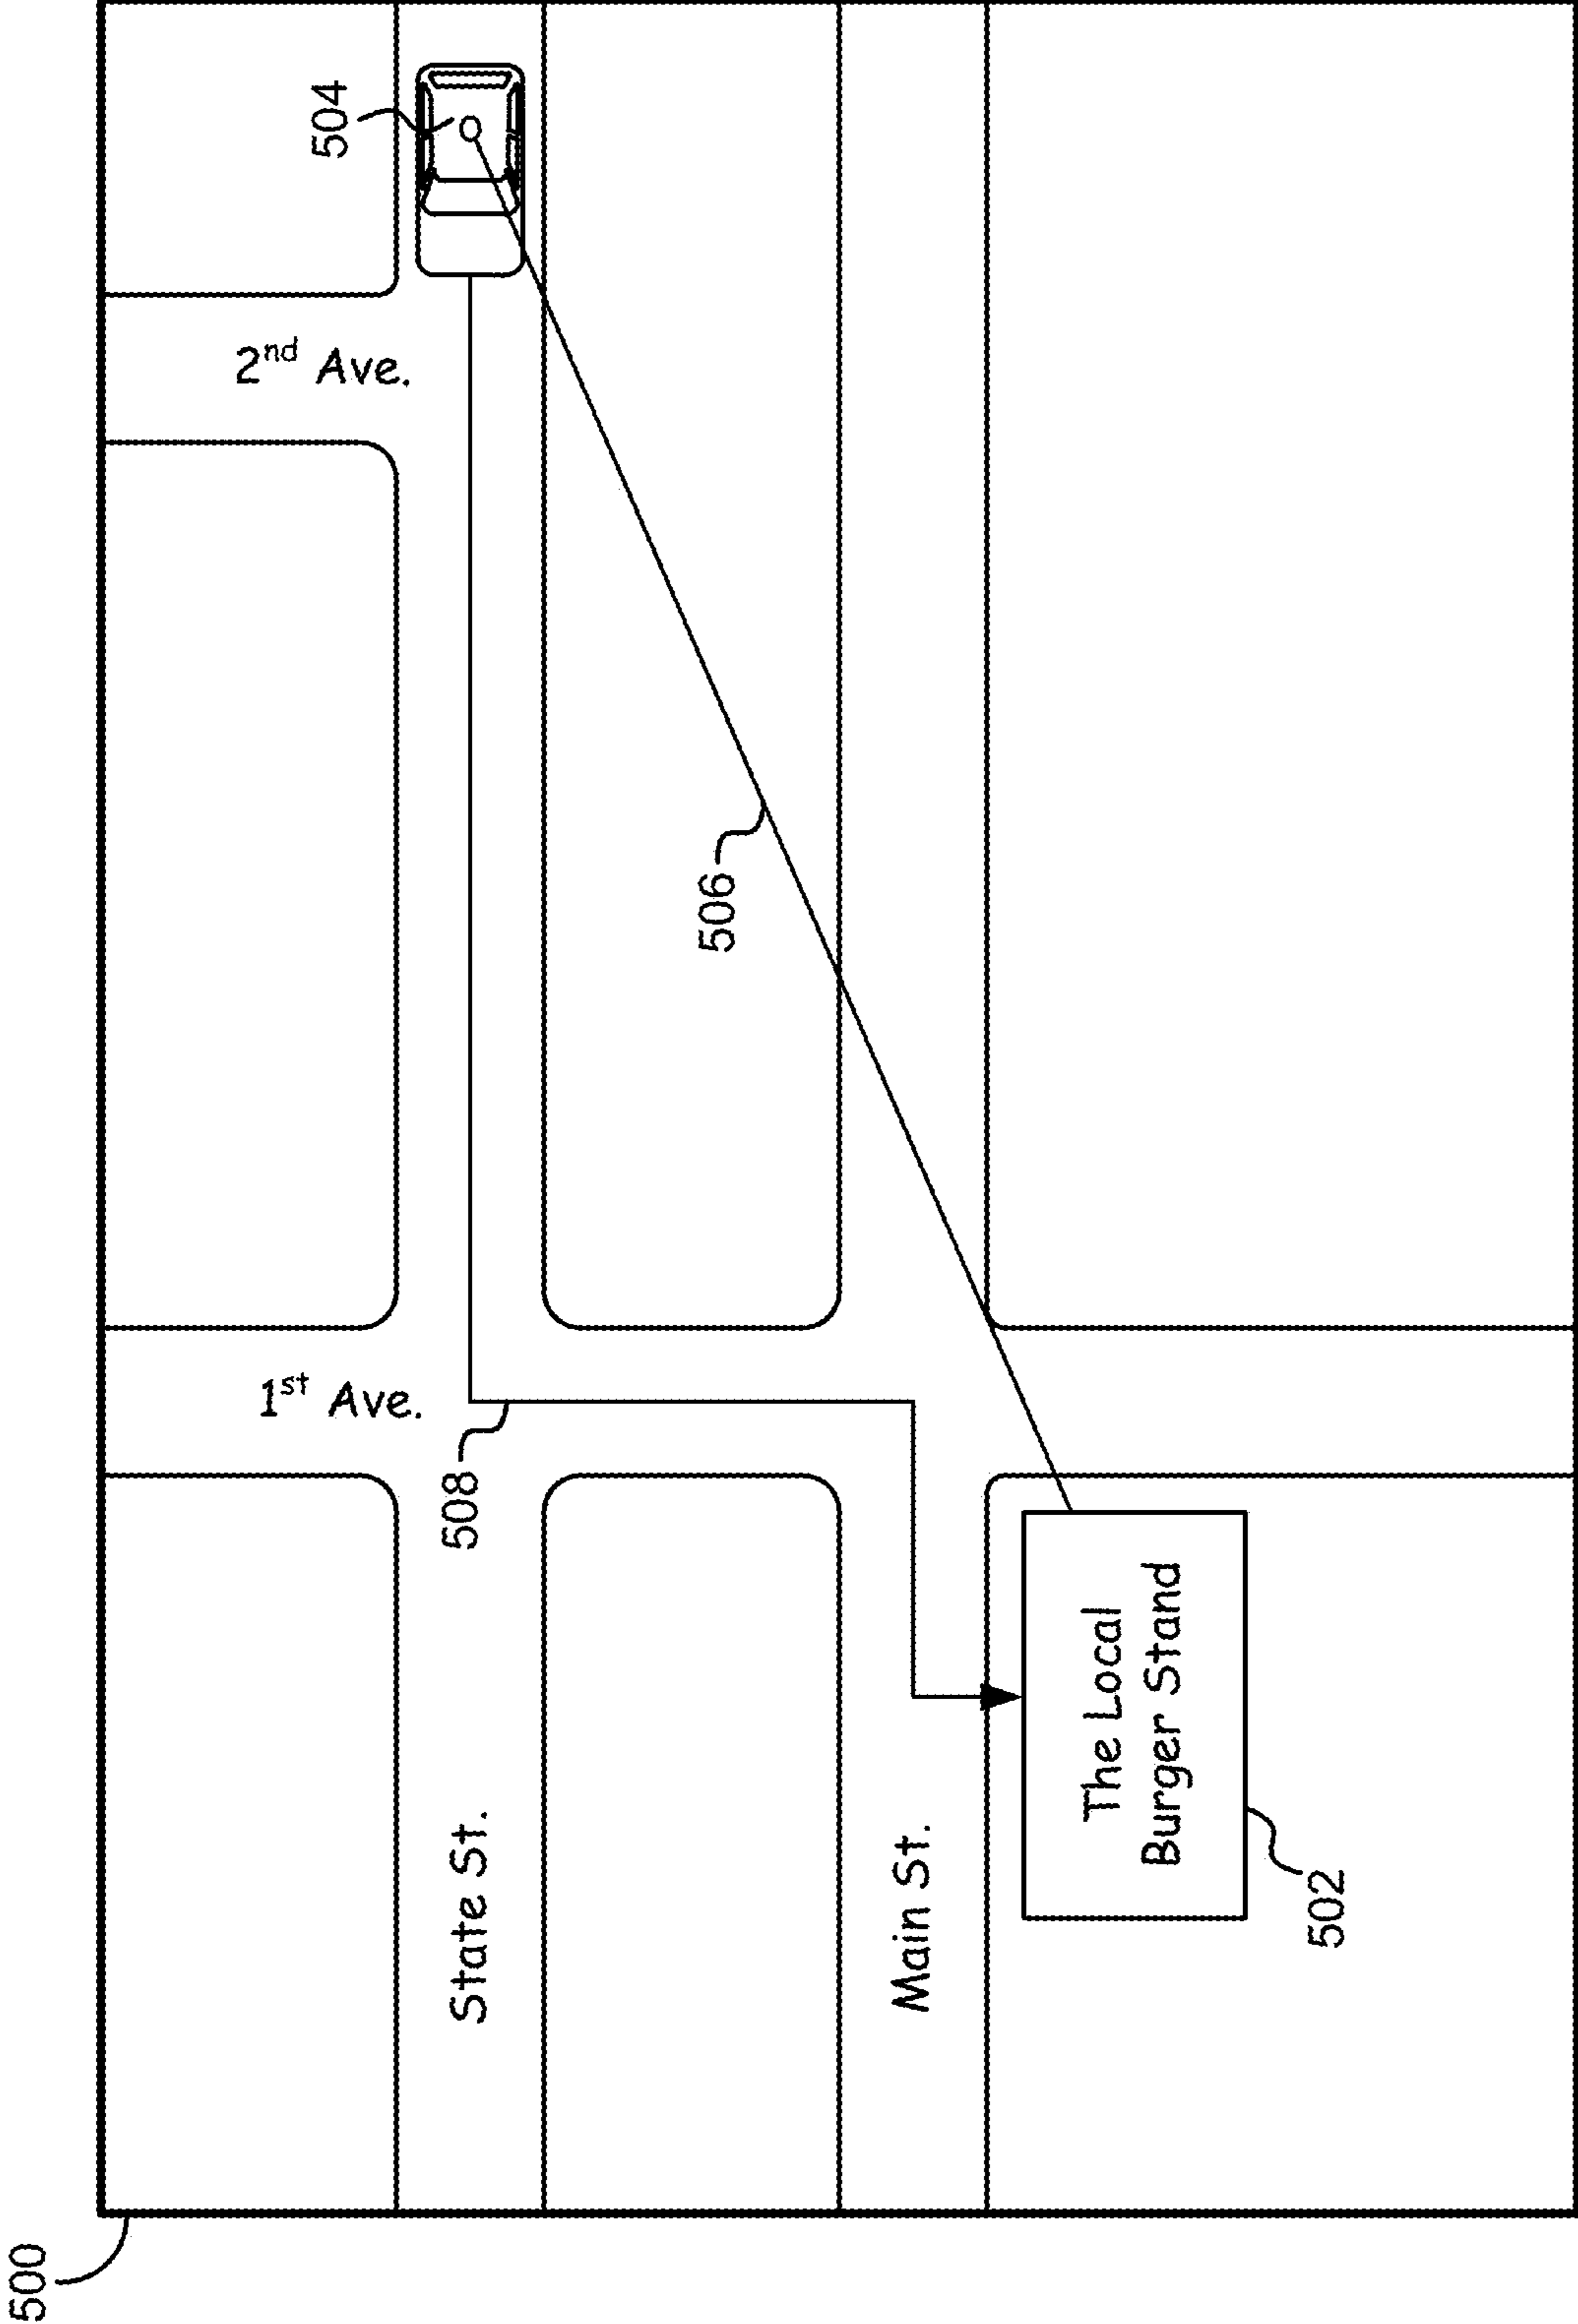 500
1st Ave.
2nd Ave.
504
State St.
508
506
Main St.
The Local
Burger Stand
502